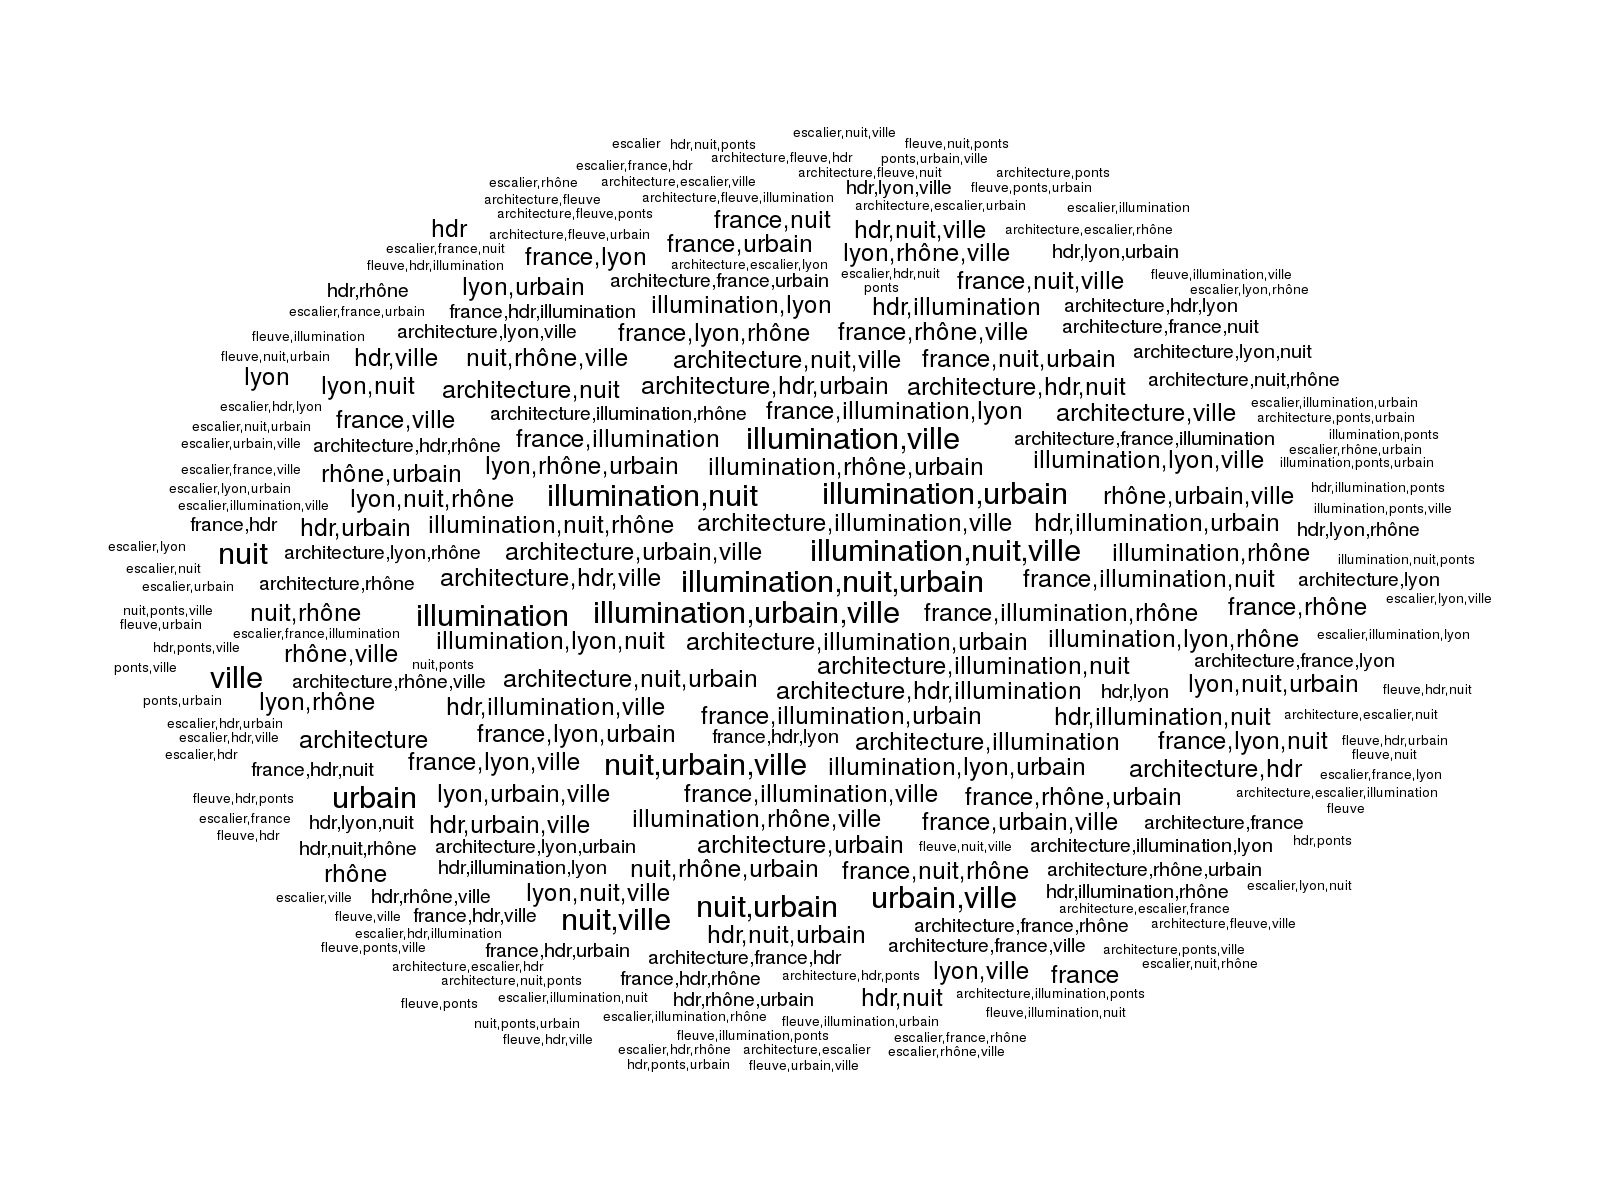 escalier,nuit,ville
escalier hdr,nuit,ponts fleuve,nuit,ponts
escalier,france,hdr architecture,fleuve,hdr ponts,urbain,ville
architecture,fleuve,nuit architecture,ponts
escalier,rhône architecture,escalier,ville hdr,lyon,ville fleuve,ponts,urbain
architecture,fleuve architecture,fleuve,illumination
architecture,fleuve,ponts france,nuit architecture,escalier,urbain escalier,illumination
hdr architecture,fleuve,urbain hdr,nuit,ville architecture,escalier,rhône
escalier,france,nuit france,lyon france,urbain lyon,rhône,ville hdr,lyon,urbain
fleuve,hdr,illumination architecture,escalier,lyon
hdr,rhône lyon,urbain architecture,france,urbain escalier,hdr,nuit ponts france,nuit,ville fleuve,illumination,ville escalier,lyon,rhône
escalier,france,urbain france,hdr,illumination illumination,lyon hdr,illumination architecture,hdr,lyon
fleuve,illumination architecture,lyon,ville france,lyon,rhône france,rhône,ville architecture,france,nuit
fleuve,nuit,urbain hdr,ville nuit,rhône,ville architecture,nuit,ville france,nuit,urbain architecture,lyon,nuit
lyon lyon,nuit architecture,nuit architecture,hdr,urbain architecture,hdr,nuit architecture,nuit,rhône
escalier,hdr,lyon france,ville architecture,illumination,rhône france,illumination,lyon architecture,ville escalier,illumination,urbain architecture,ponts,urbain
escalier,nuit,urbain
escalier,urbain,ville architecture,hdr,rhône france,illumination illumination,ville architecture,france,illumination illumination,ponts escalier,rhône,urbain
escalier,france,ville rhône,urbain lyon,rhône,urbain illumination,rhône,urbain illumination,lyon,ville illumination,ponts,urbain
escalier,lyon,urbain escalier,illumination,ville lyon,nuit,rhône illumination,nuit illumination,urbain rhône,urbain,ville hdr,illumination,ponts illumination,ponts,ville
france,hdr hdr,urbain illumination,nuit,rhône architecture,illumination,ville hdr,illumination,urbain hdr,lyon,rhône
escalier,lyon nuit architecture,lyon,rhône architecture,urbain,ville illumination,nuit,ville illumination,rhône illumination,nuit,ponts
escalier,nuit escalier,urbain architecture,rhône architecture,hdr,ville illumination,nuit,urbain france,illumination,nuit architecture,lyon
nuit,ponts,ville fleuve,urbain nuit,rhône illumination illumination,urbain,ville france,illumination,rhône france,rhône escalier,lyon,ville
escalier,france,illumination illumination,lyon,nuit architecture,illumination,urbain illumination,lyon,rhône escalier,illumination,lyon
hdr,ponts,ville rhône,ville nuit,ponts architecture,illumination,nuit architecture,france,lyon
ponts,ville ville architecture,rhône,ville architecture,nuit,urbain architecture,hdr,illumination hdr,lyon lyon,nuit,urbain fleuve,hdr,nuit
ponts,urbain lyon,rhône hdr,illumination,ville france,illumination,urbain hdr,illumination,nuit architecture,escalier,nuit
escalier,hdr,urbain
escalier,hdr,ville architecture france,lyon,urbain france,hdr,lyon architecture,illumination france,lyon,nuit fleuve,hdr,urbain
escalier,hdr fleuve,nuit
france,hdr,nuit france,lyon,ville nuit,urbain,ville illumination,lyon,urbain architecture,hdr escalier,france,lyon
fleuve,hdr,ponts urbain lyon,urbain,ville france,illumination,ville france,rhône,urbain architecture,escalier,illumination fleuve
escalier,france hdr,lyon,nuit hdr,urbain,ville illumination,rhône,ville france,urbain,ville architecture,france
fleuve,hdr hdr,nuit,rhône architecture,lyon,urbain architecture,urbain fleuve,nuit,ville architecture,illumination,lyon hdr,ponts
rhône hdr,illumination,lyon nuit,rhône,urbain france,nuit,rhône architecture,rhône,urbain
escalier,ville hdr,rhône,ville lyon,nuit,ville urbain,ville hdr,illumination,rhône escalier,lyon,nuit
fleuve,ville france,hdr,ville nuit,ville nuit,urbain architecture,escalier,france
escalier,hdr,illumination hdr,nuit,urbain architecture,france,rhône architecture,fleuve,ville
fleuve,ponts,ville france,hdr,urbain architecture,france,hdr architecture,france,ville architecture,ponts,ville
architecture,escalier,hdr escalier,nuit,rhône
architecture,nuit,ponts france,hdr,rhône architecture,hdr,ponts lyon,ville france
fleuve,ponts escalier,illumination,nuit hdr,rhône,urbain hdr,nuit architecture,illumination,ponts
nuit,ponts,urbain escalier,illumination,rhône fleuve,illumination,urbain fleuve,illumination,nuit
fleuve,hdr,ville fleuve,illumination,ponts escalier,france,rhône
escalier,hdr,rhône architecture,escalier escalier,rhône,ville
hdr,ponts,urbain fleuve,urbain,ville